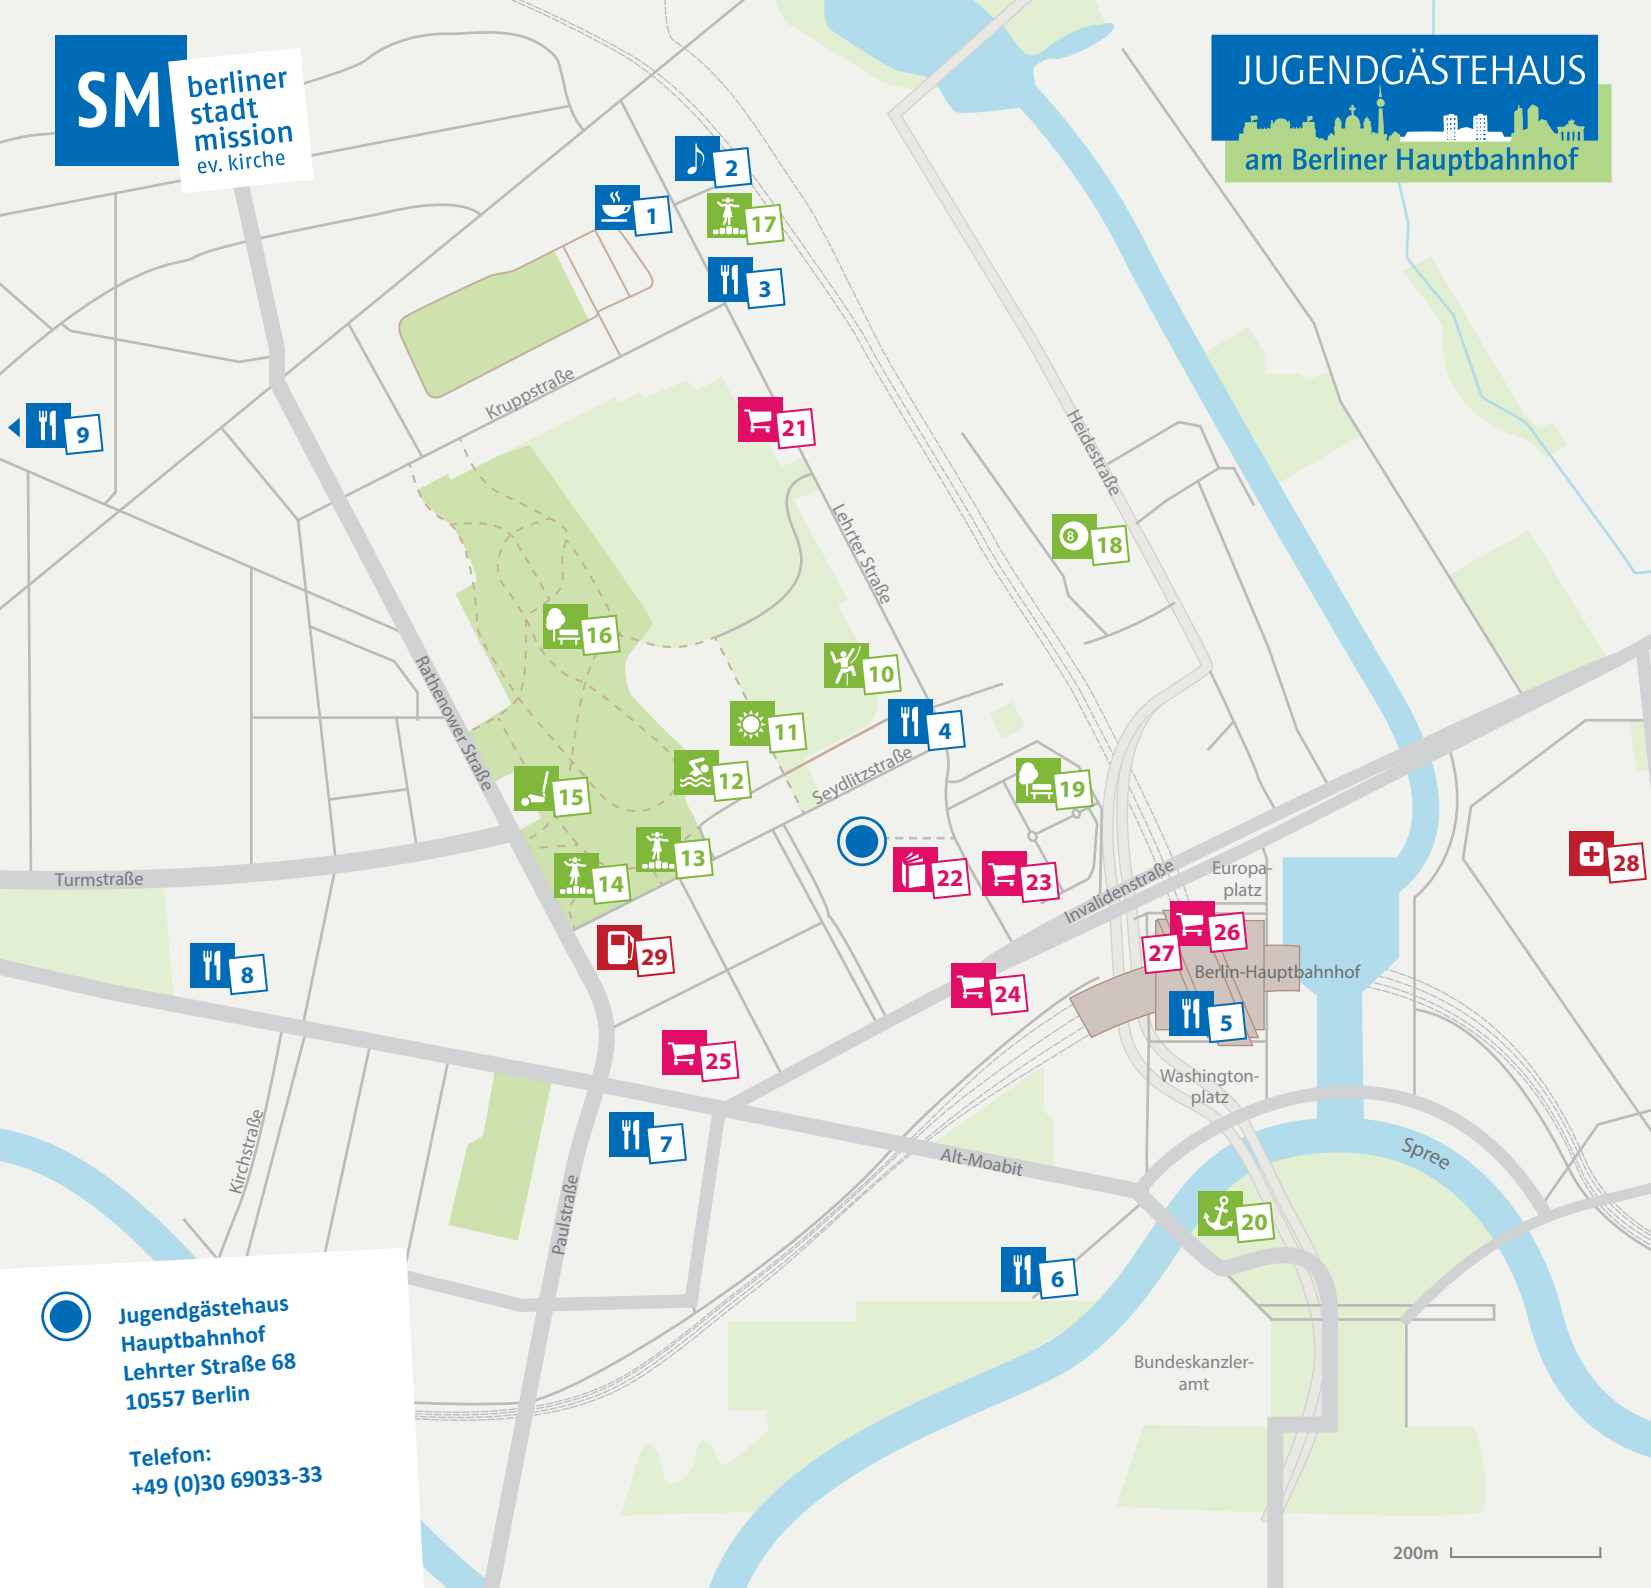 SM
berliner
stadt
mission
ev. kirche
JUGENDGÄSTEHAUS
am Berliner Hauptbahnhof
2
1
17
3
Kruppstraße
9
21
Heidestraße
Lehrter Straße
8
18
16
10
Rathenower Straße
11
4
12
Seydlitzstraße
15
19
13
14
Turmstraße
22
23
Invalidenstraße
Europa-
platz
28
26
27
29
8
Berlin-Hauptbahnhof
24
5
25
Washington-
platz
7
Kirchstraße
Alt-Moabit
Spree
Paulstraße
20
6
Jugendgästehaus
Hauptbahnhof
Lehrter Straße 68
10557 Berlin
Telefon:
+49 (0)30 69033-33
Bundeskanzler-
amt
200m